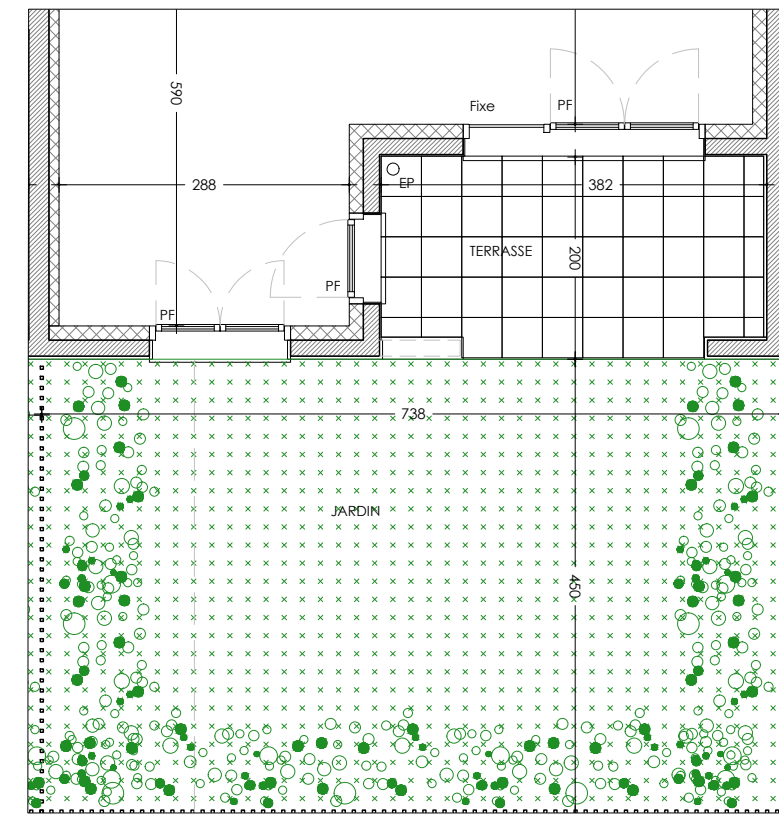 590
Fixe
PF
288
EP
382
TERRASSE
200
PF
PF
738
JARDIN
450